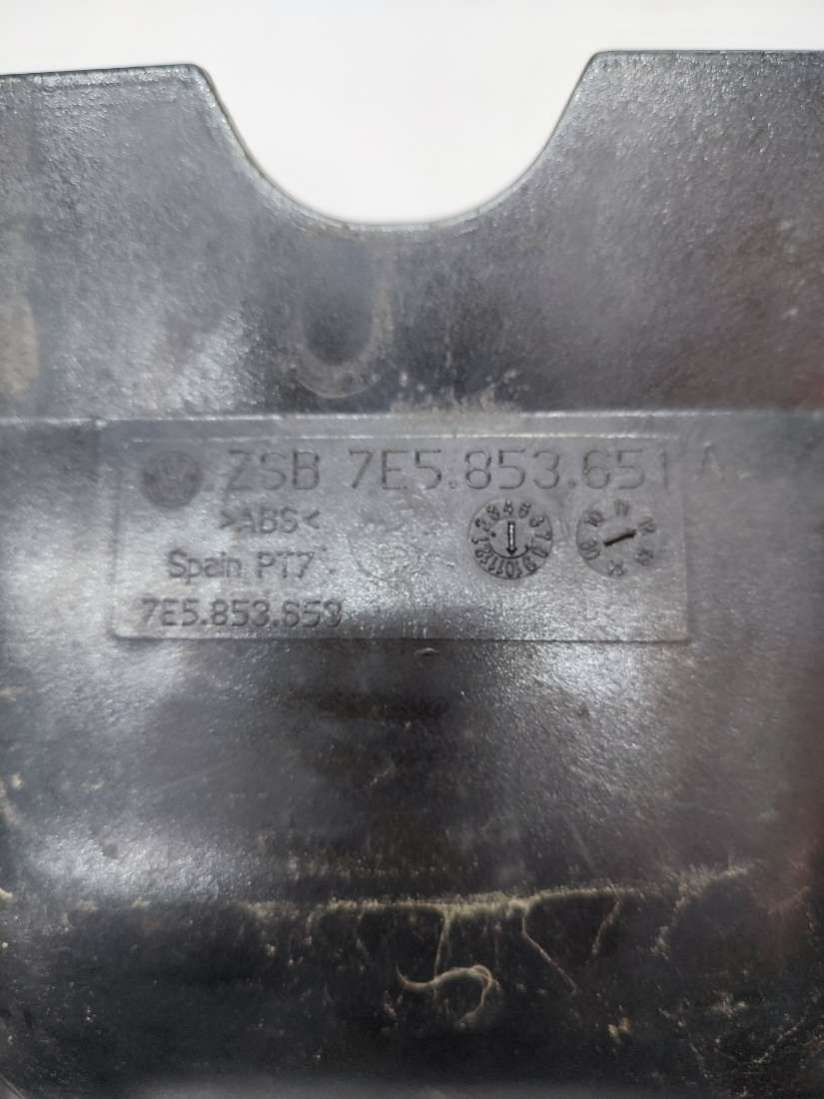 ZSB 7E5.853.651 A
>ABS<
Spain PT7
7E5.853.653